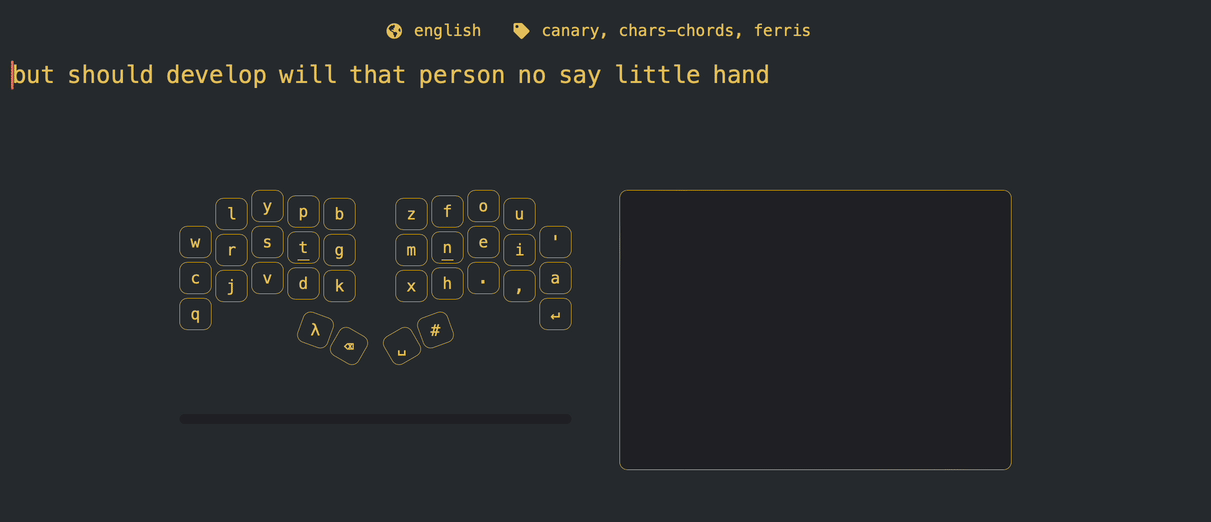 english canary, chars-chords, ferris
but should develop will that person no say little hand
l y p b z f o u
w r s t g m n e i '
c j v d k x h . , a
q λ ⌫ ␣ # ↵